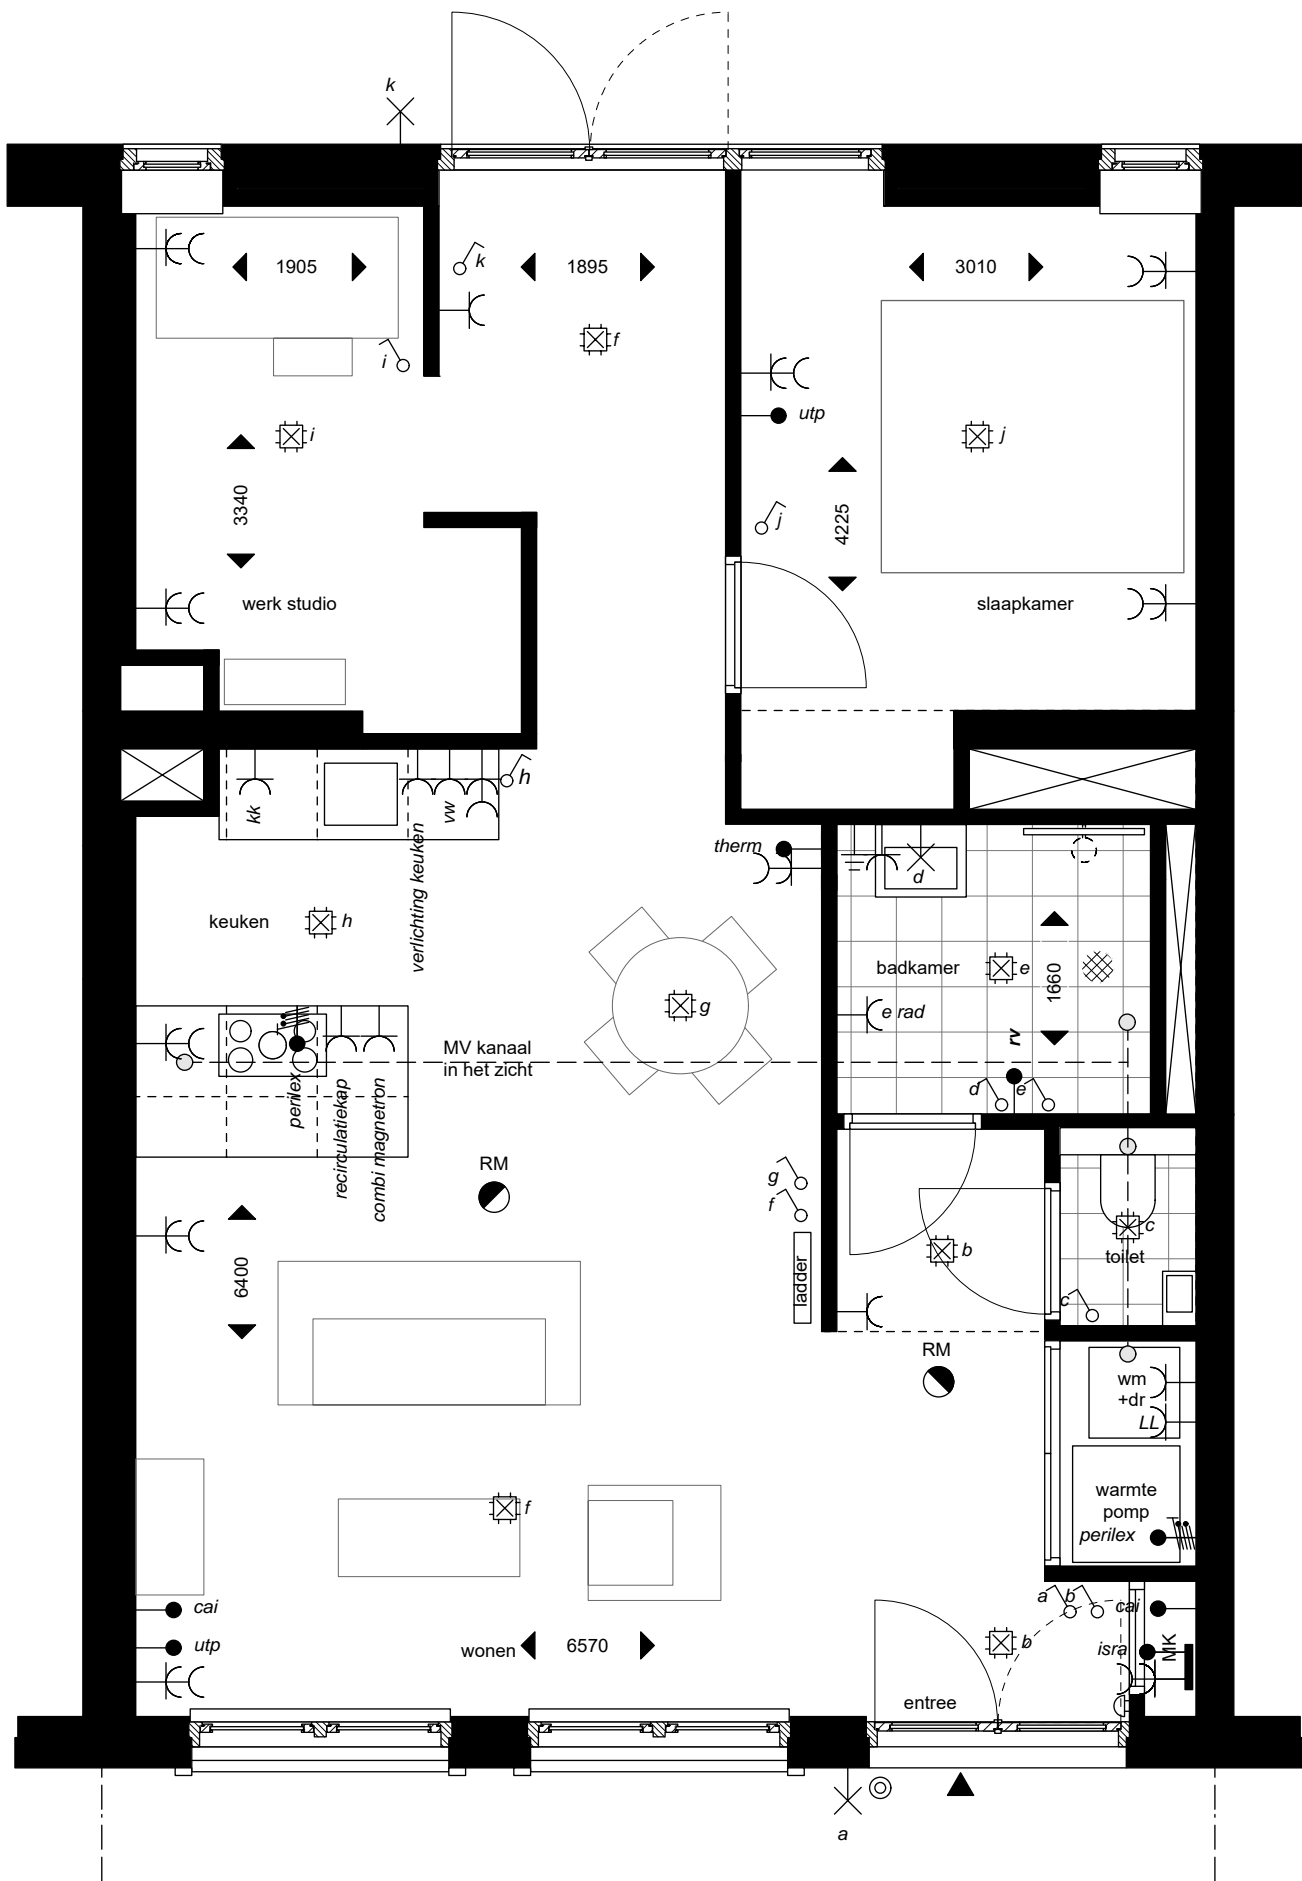 k
1905
k
1895
3010
f
i
utp
i
j
3340
4225
j
werk studio
slaapkamer
kk
vw
h
verlichting keuken
therm
d
keuken
h
badkamer
e
1660
g
e rad
rv
MV kanaal
in het zicht
perilex
recirculatiekap
combi magnetron
d
e
RM
g
f
ladder
b
c
toilet
c
6400
RM
wm
+dr
LL
warmte
pomp
perilex
f
cai
utp
wonen
6570
a
b
cai
b
isra
MK
entree
a